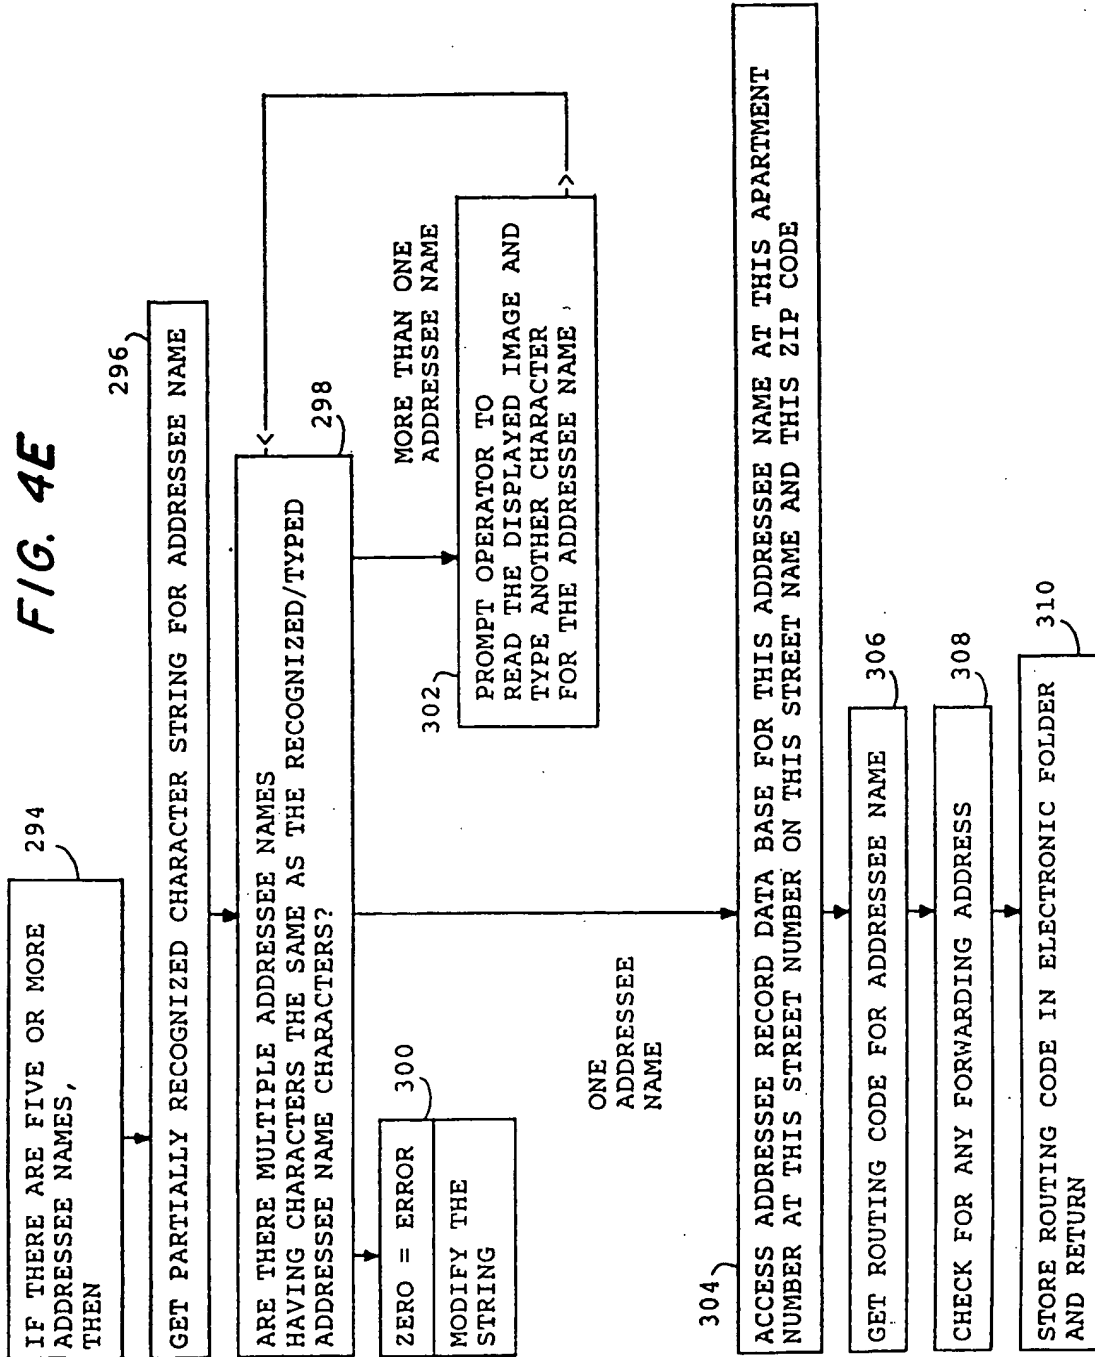 FIG. 4E
294
IF THERE ARE FIVE OR MORE
ADDRESSEE NAMES,
THEN
296
GET PARTIALLY RECOGNIZED CHARACTER STRING FOR ADDRESSEE NAME
298
ARE THERE MULTIPLE ADDRESSEE NAMES
HAVING CHARACTERS THE SAME AS THE RECOGNIZED/TYPED
ADDRESSEE NAME CHARACTERS?
300
ZERO = ERROR
MODIFY THE
STRING
MORE THAN ONE
ADDRESSEE NAME
302
PROMPT OPERATOR TO
READ THE DISPLAYED IMAGE AND
TYPE ANOTHER CHARACTER
FOR THE ADDRESSEE NAME
ONE
ADDRESSEE
NAME
304
ACCESS ADDRESSEE RECORD DATA BASE FOR THIS ADDRESSEE NAME AT THIS APARTMENT
NUMBER AT THIS STREET NUMBER ON THIS STREET NAME AND THIS ZIP CODE
306
GET ROUTING CODE FOR ADDRESSEE NAME
308
CHECK FOR ANY FORWARDING ADDRESS
310
STORE ROUTING CODE IN ELECTRONIC FOLDER
AND RETURN